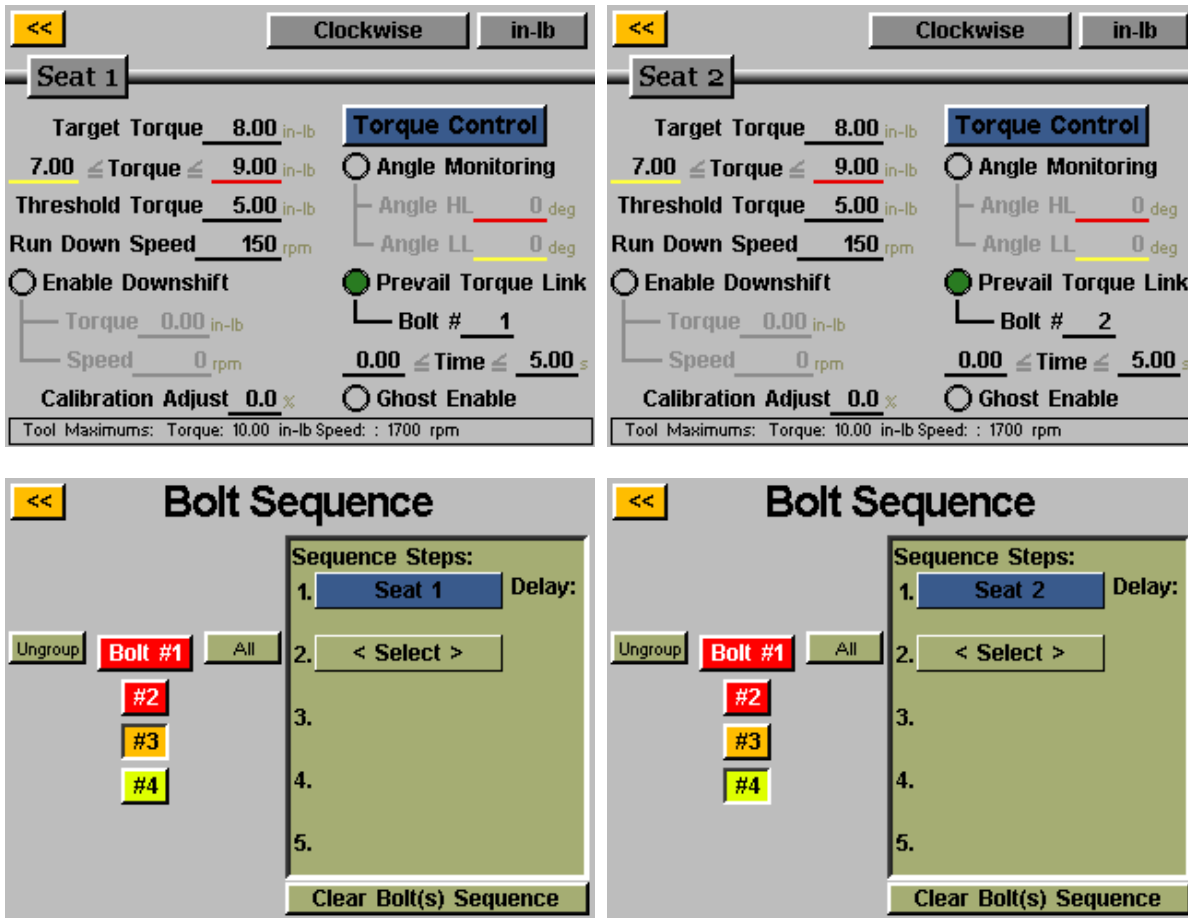 << Clockwise in-lb
Seat 1
Target Torque 8.00 in-lb Torque Control
7.00 ≦ Torque ≦ 9.00 in-lb Angle Monitoring
Threshold Torque 5.00 in-lb Angle HL 0 deg
Run Down Speed 150 rpm Angle LL 0 deg
Enable Downshift Prevail Torque Link
Torque 0.00 in-lb Bolt # 1
Speed 0 rpm 0.00 ≦ Time ≦ 5.00 s
Calibration Adjust 0.0 % Ghost Enable
Tool Maximums: Torque: 10.00 in-lb Speed: : 1700 rpm
<< Clockwise in-lb
Seat 2
Target Torque 8.00 in-lb Torque Control
7.00 ≦ Torque ≦ 9.00 in-lb Angle Monitoring
Threshold Torque 5.00 in-lb Angle HL 0 deg
Run Down Speed 150 rpm Angle LL 0 deg
Enable Downshift Prevail Torque Link
Torque 0.00 in-lb Bolt # 2
Speed 0 rpm 0.00 ≦ Time ≦ 5.00 s
Calibration Adjust 0.0 % Ghost Enable
Tool Maximums: Torque: 10.00 in-lb Speed: : 1700 rpm
<< Bolt Sequence
Sequence Steps:
1. Seat 1 Delay:
Ungroup Bolt #1 All 2. < Select >
#2
3.
#3
#4 4.
5.
Clear Bolt(s) Sequence
<< Bolt Sequence
Sequence Steps:
1. Seat 2 Delay:
Ungroup Bolt #1 All 2. < Select >
#2
3.
#3
#4 4.
5.
Clear Bolt(s) Sequence